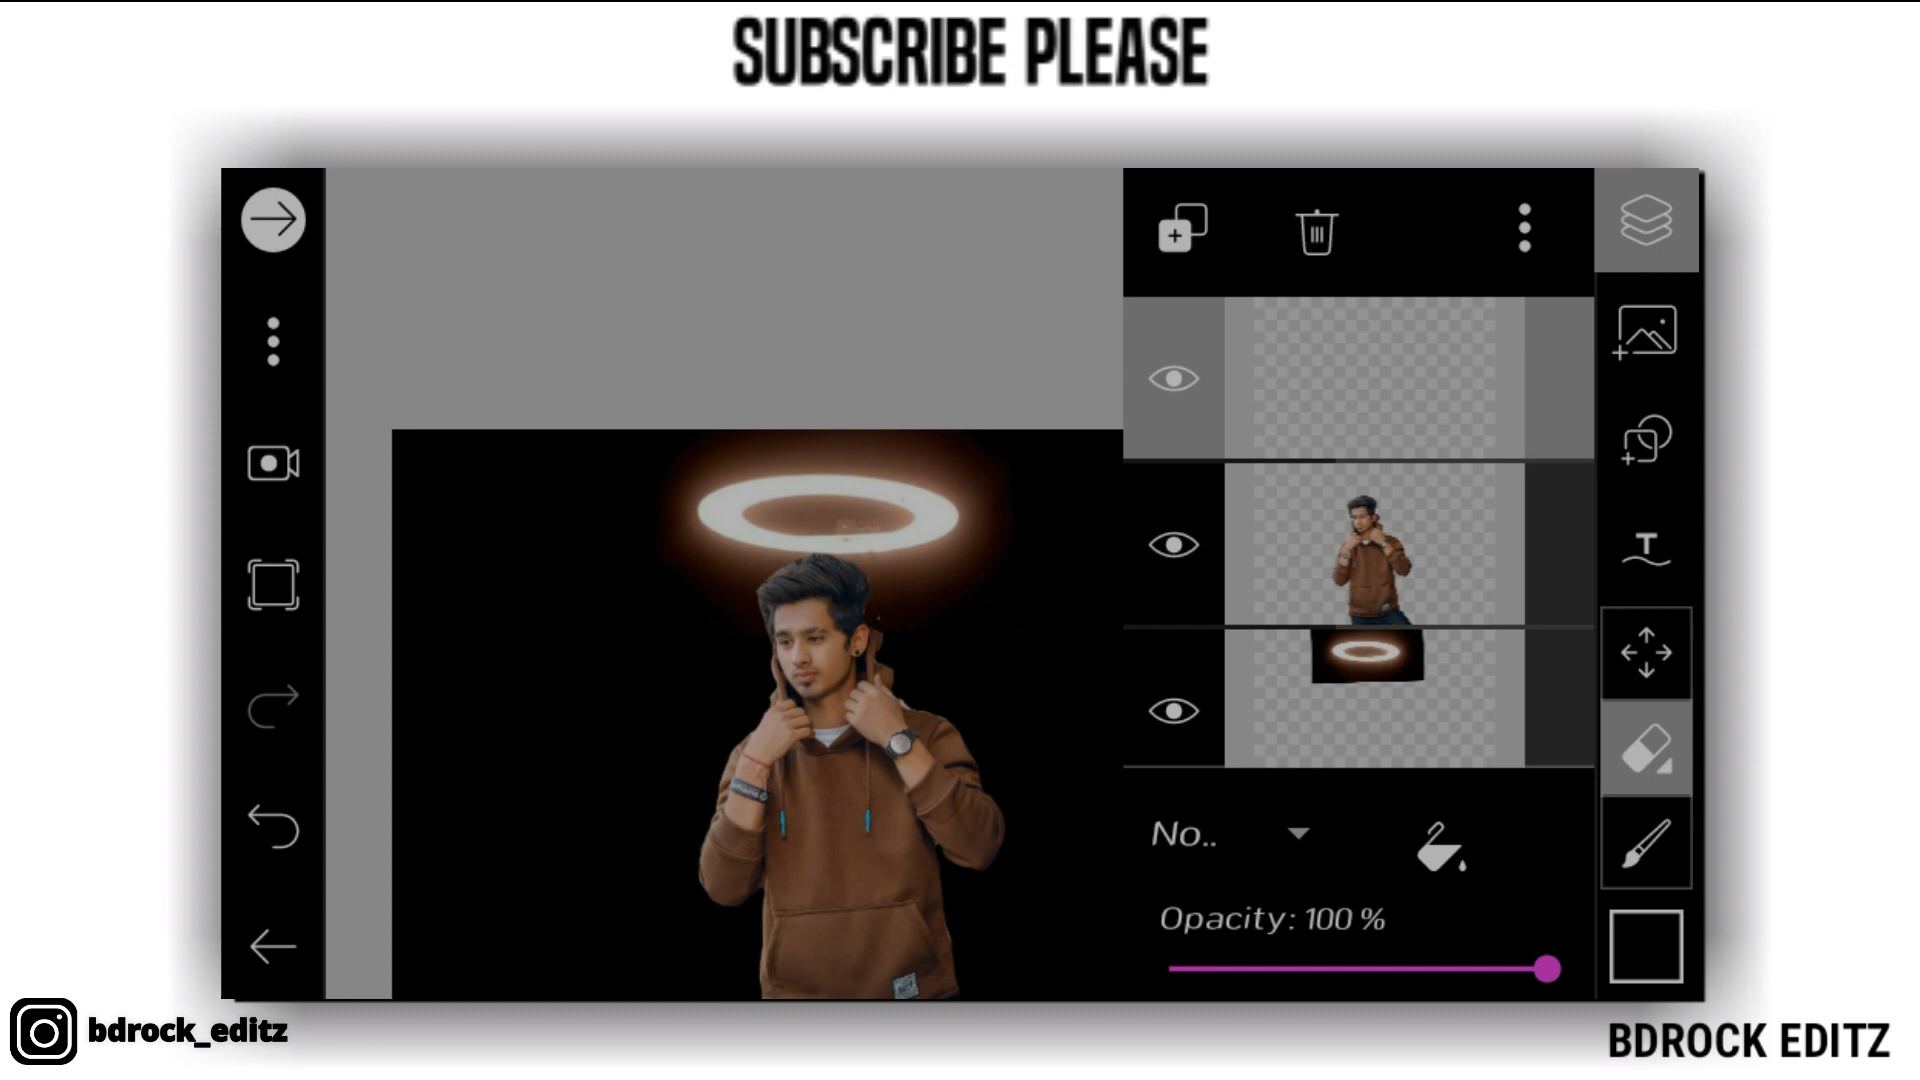 SUBSCRIBE PLEASE
T
No..
Opacity: 100 %
bdrock_editz
BDROCK EDITZ